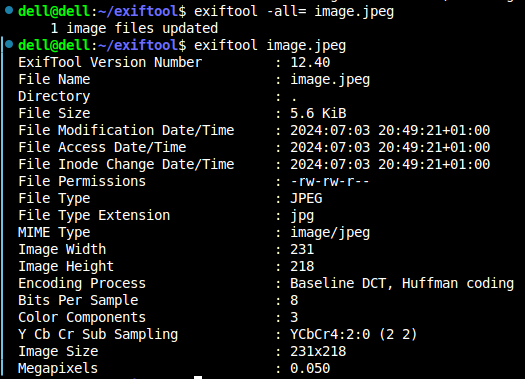 dell@dell:~/exiftool$ exiftool -all= image.jpeg
1 image files updated
dell@dell:~/exiftool$ exiftool image.jpeg
ExifTool Version Number : 12.40
File Name : image.jpeg
Directory : .
File Size : 5.6 KiB
File Modification Date/Time : 2024:07:03 20:49:21+01:00
File Access Date/Time : 2024:07:03 20:49:21+01:00
File Inode Change Date/Time : 2024:07:03 20:49:21+01:00
File Permissions : -rw-rw-r--
File Type : JPEG
File Type Extension : jpg
MIME Type : image/jpeg
Image Width : 231
Image Height : 218
Encoding Process : Baseline DCT, Huffman coding
Bits Per Sample : 8
Color Components : 3
Y Cb Cr Sub Sampling : YCbCr4:2:0 (2 2)
Image Size : 231x218
Megapixels : 0.050